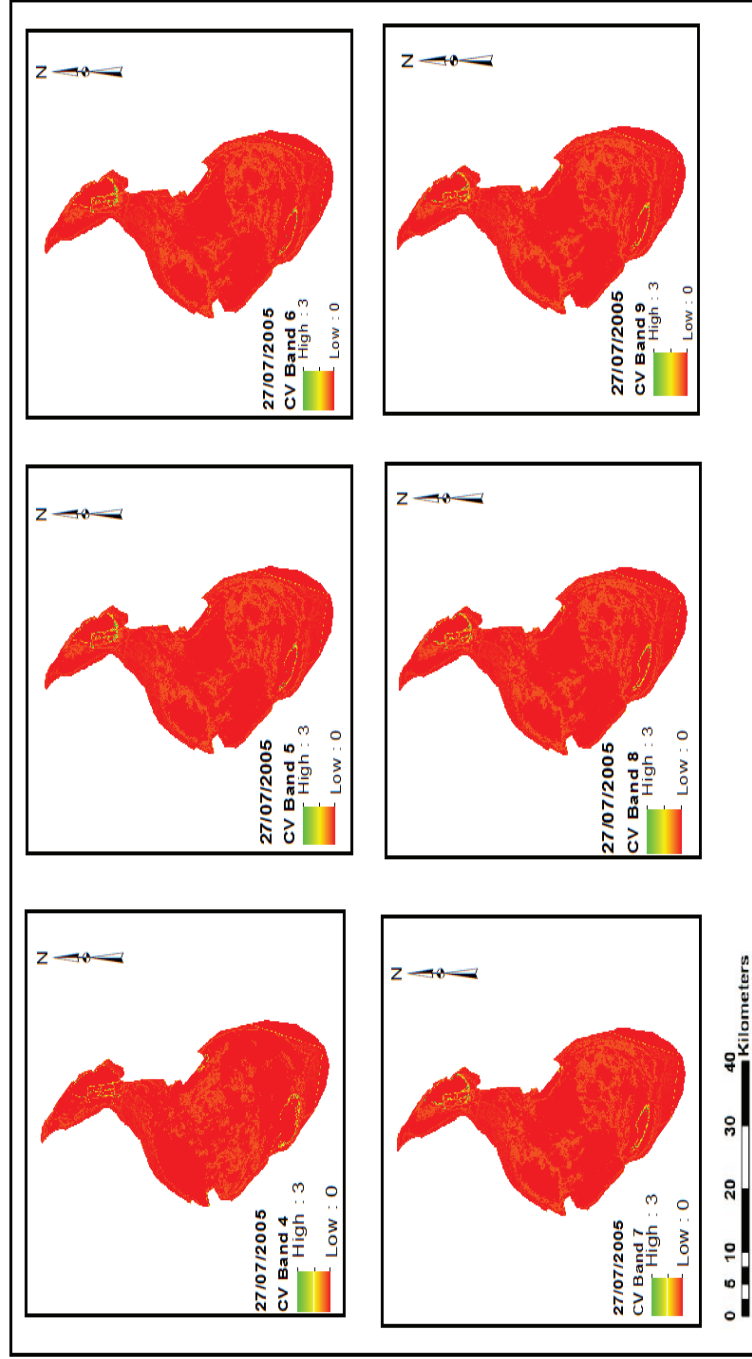 N
27/07/2005
CV Band 4
High : 3
Low : 0
N
27/07/2005
CV Band 5
High : 3
Low : 0
N
27/07/2005
CV Band 6
High : 3
Low : 0
N
27/07/2005
CV Band 7
High : 3
Low : 0
N
27/07/2005
CV Band 8
High : 3
Low : 0
N
27/07/2005
CV Band 9
High : 3
Low : 0
0 5 10 20 30 40
Kilometers